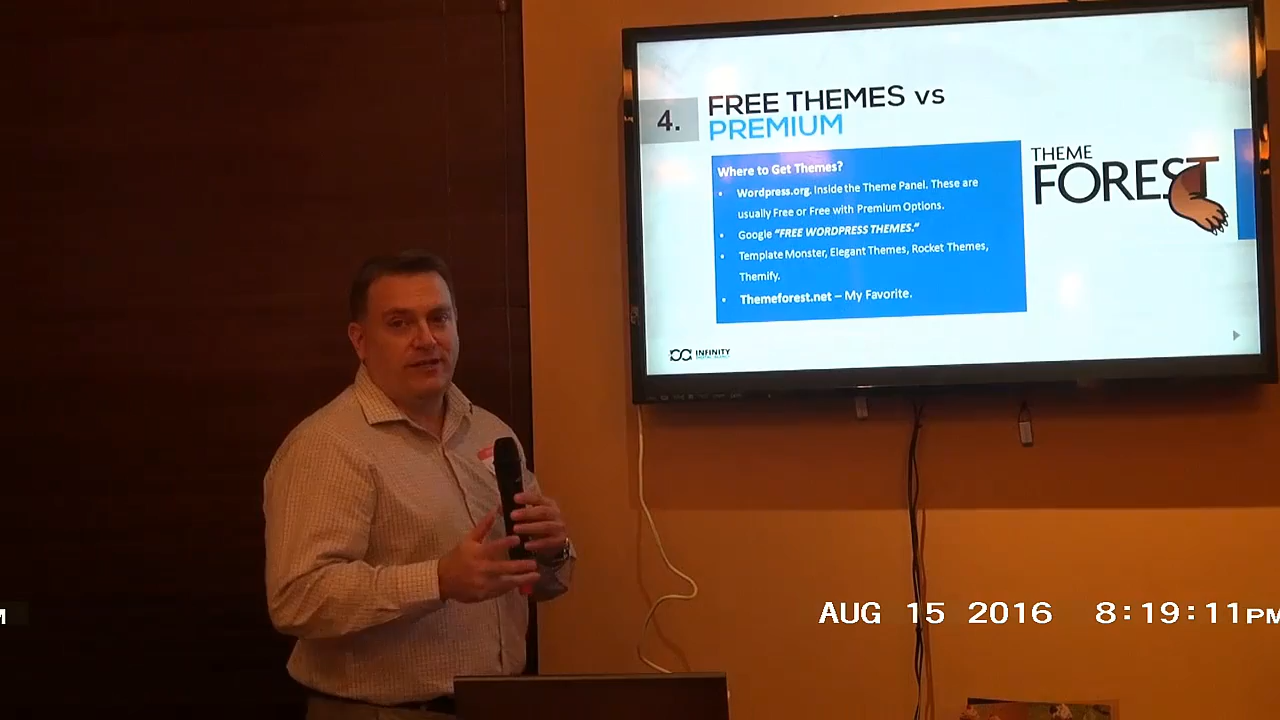 4.
FREE THEMES vs
PREMIUM
Where to Get Themes?
• Wordpress.org. Inside the Theme Panel. These are
usually Free or Free with Premium Options.
• Google "FREE WORDPRESS THEMES."
• Template Monster, Elegant Themes, Rocket Themes,
Themify.
• Themeforest.net – My Favorite.
THEME
FOREST
INFINITY
M
AUG 15 2016 8:19:11PM